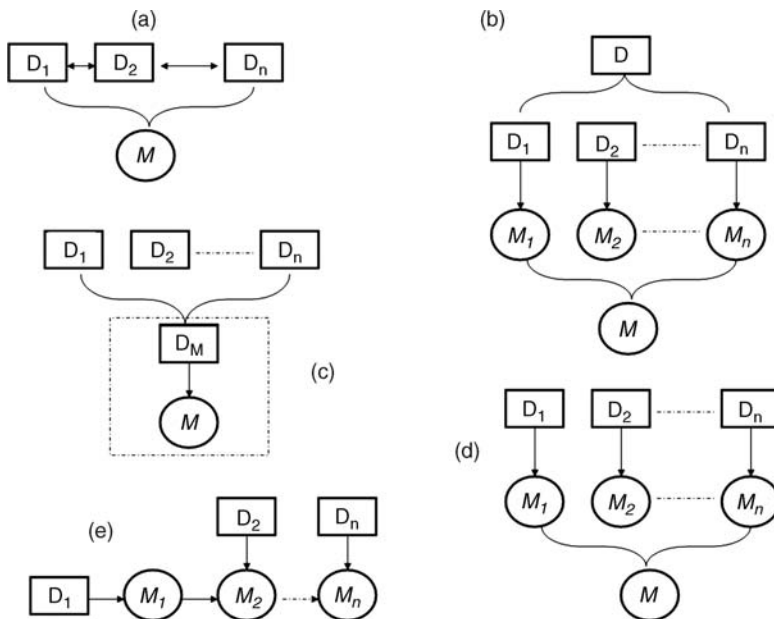 (a)
D₁ D₂ Dₙ
M
(b)
D
D₁ D₂ Dₙ
M₁ M₂ Mₙ
M
D₁ D₂ Dₙ
D_M
(c)
M
(d)
D₁ D₂ Dₙ
M₁ M₂ Mₙ
M
(e)
D₂ Dₙ
D₁ M₁ M₂ Mₙ